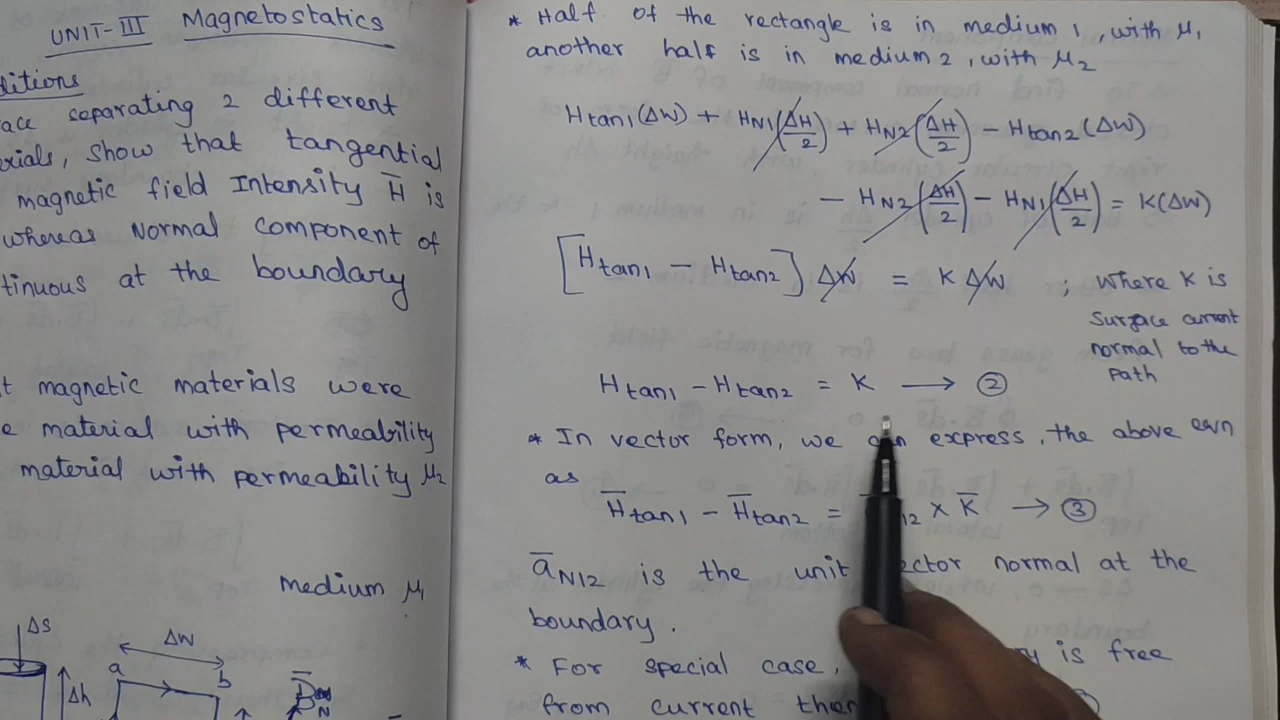 UNIT-III Magnetostatics
ditions
ace separating 2 different
rials, show that tangential
magnetic field Intensity H̅ is
whereas Normal component of
tinuous at the boundary
t magnetic materials were
e material with permeability
material with permeability μ2
medium μ1
ΔS
ΔW
a
b
Δh
B̅
N
* Half of the rectangle is in medium 1, with μ1
another half is in medium 2, with μ2
Htan1(ΔW) + HN1(ΔH/2) + HN2(ΔH/2) - Htan2(ΔW)
- HN2(ΔH/2) - HN1(ΔH/2) = K(ΔW)
[Htan1 - Htan2] ΔW = K ΔW ; where K is
Surface current
normal to the
path
Htan1 - Htan2 = K → ②
* In vector form, we can express, the above eqn
as
H̅tan1 - H̅tan2 = 12 × K̅ → ③
a̅N12 is the unit vector normal at the
boundary.
* For special case, is free
from current then